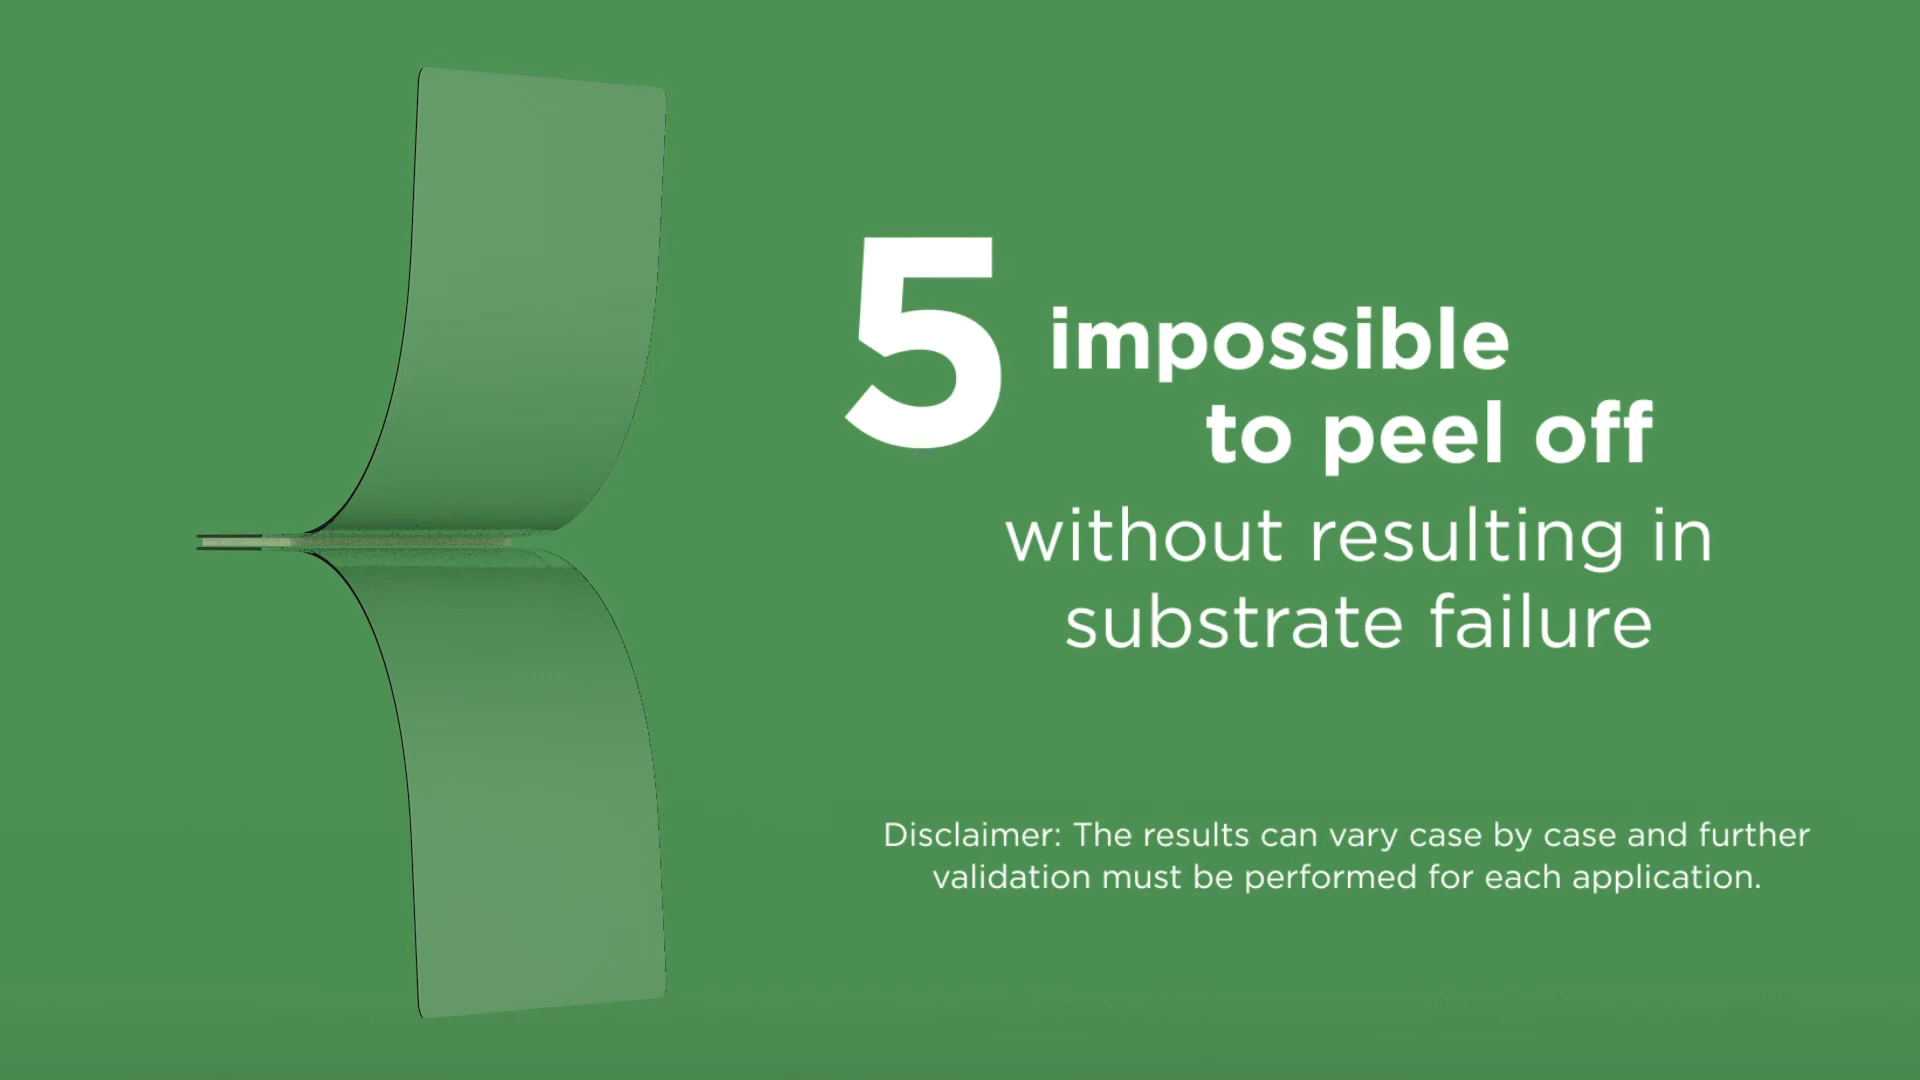 5 impossible
to peel off
without resulting in
substrate failure
Disclaimer: The results can vary case by case and further
validation must be performed for each application.